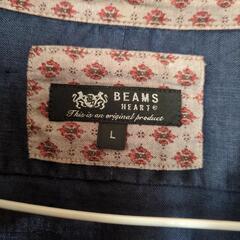 BEAMS
HEART
This is an original product
L